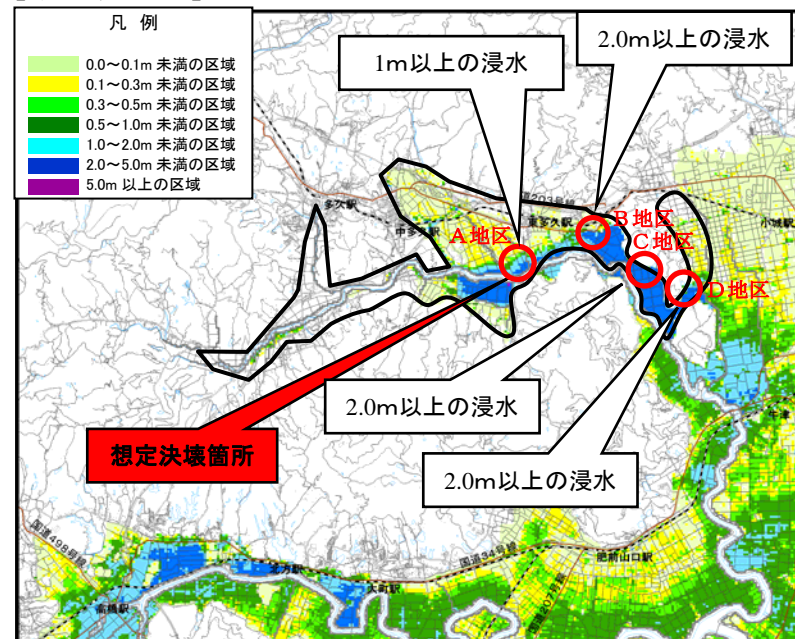 凡 例
0.0～0.1m 未満の区域
0.1～0.3m 未満の区域
0.3～0.5m 未満の区域
0.5～1.0m 未満の区域
1.0～2.0m 未満の区域
2.0～5.0m 未満の区域
5.0m 以上の区域
1m以上の浸水
2.0m以上の浸水
多久駅
中多久駅
東多久駅
小城駅
A地区
B地区
C地区
D地区
2.0m以上の浸水
2.0m以上の浸水
想定決壊箇所
牛津
国道498号線
高橋駅
北方駅
大町駅
国道34号線
肥前山口駅